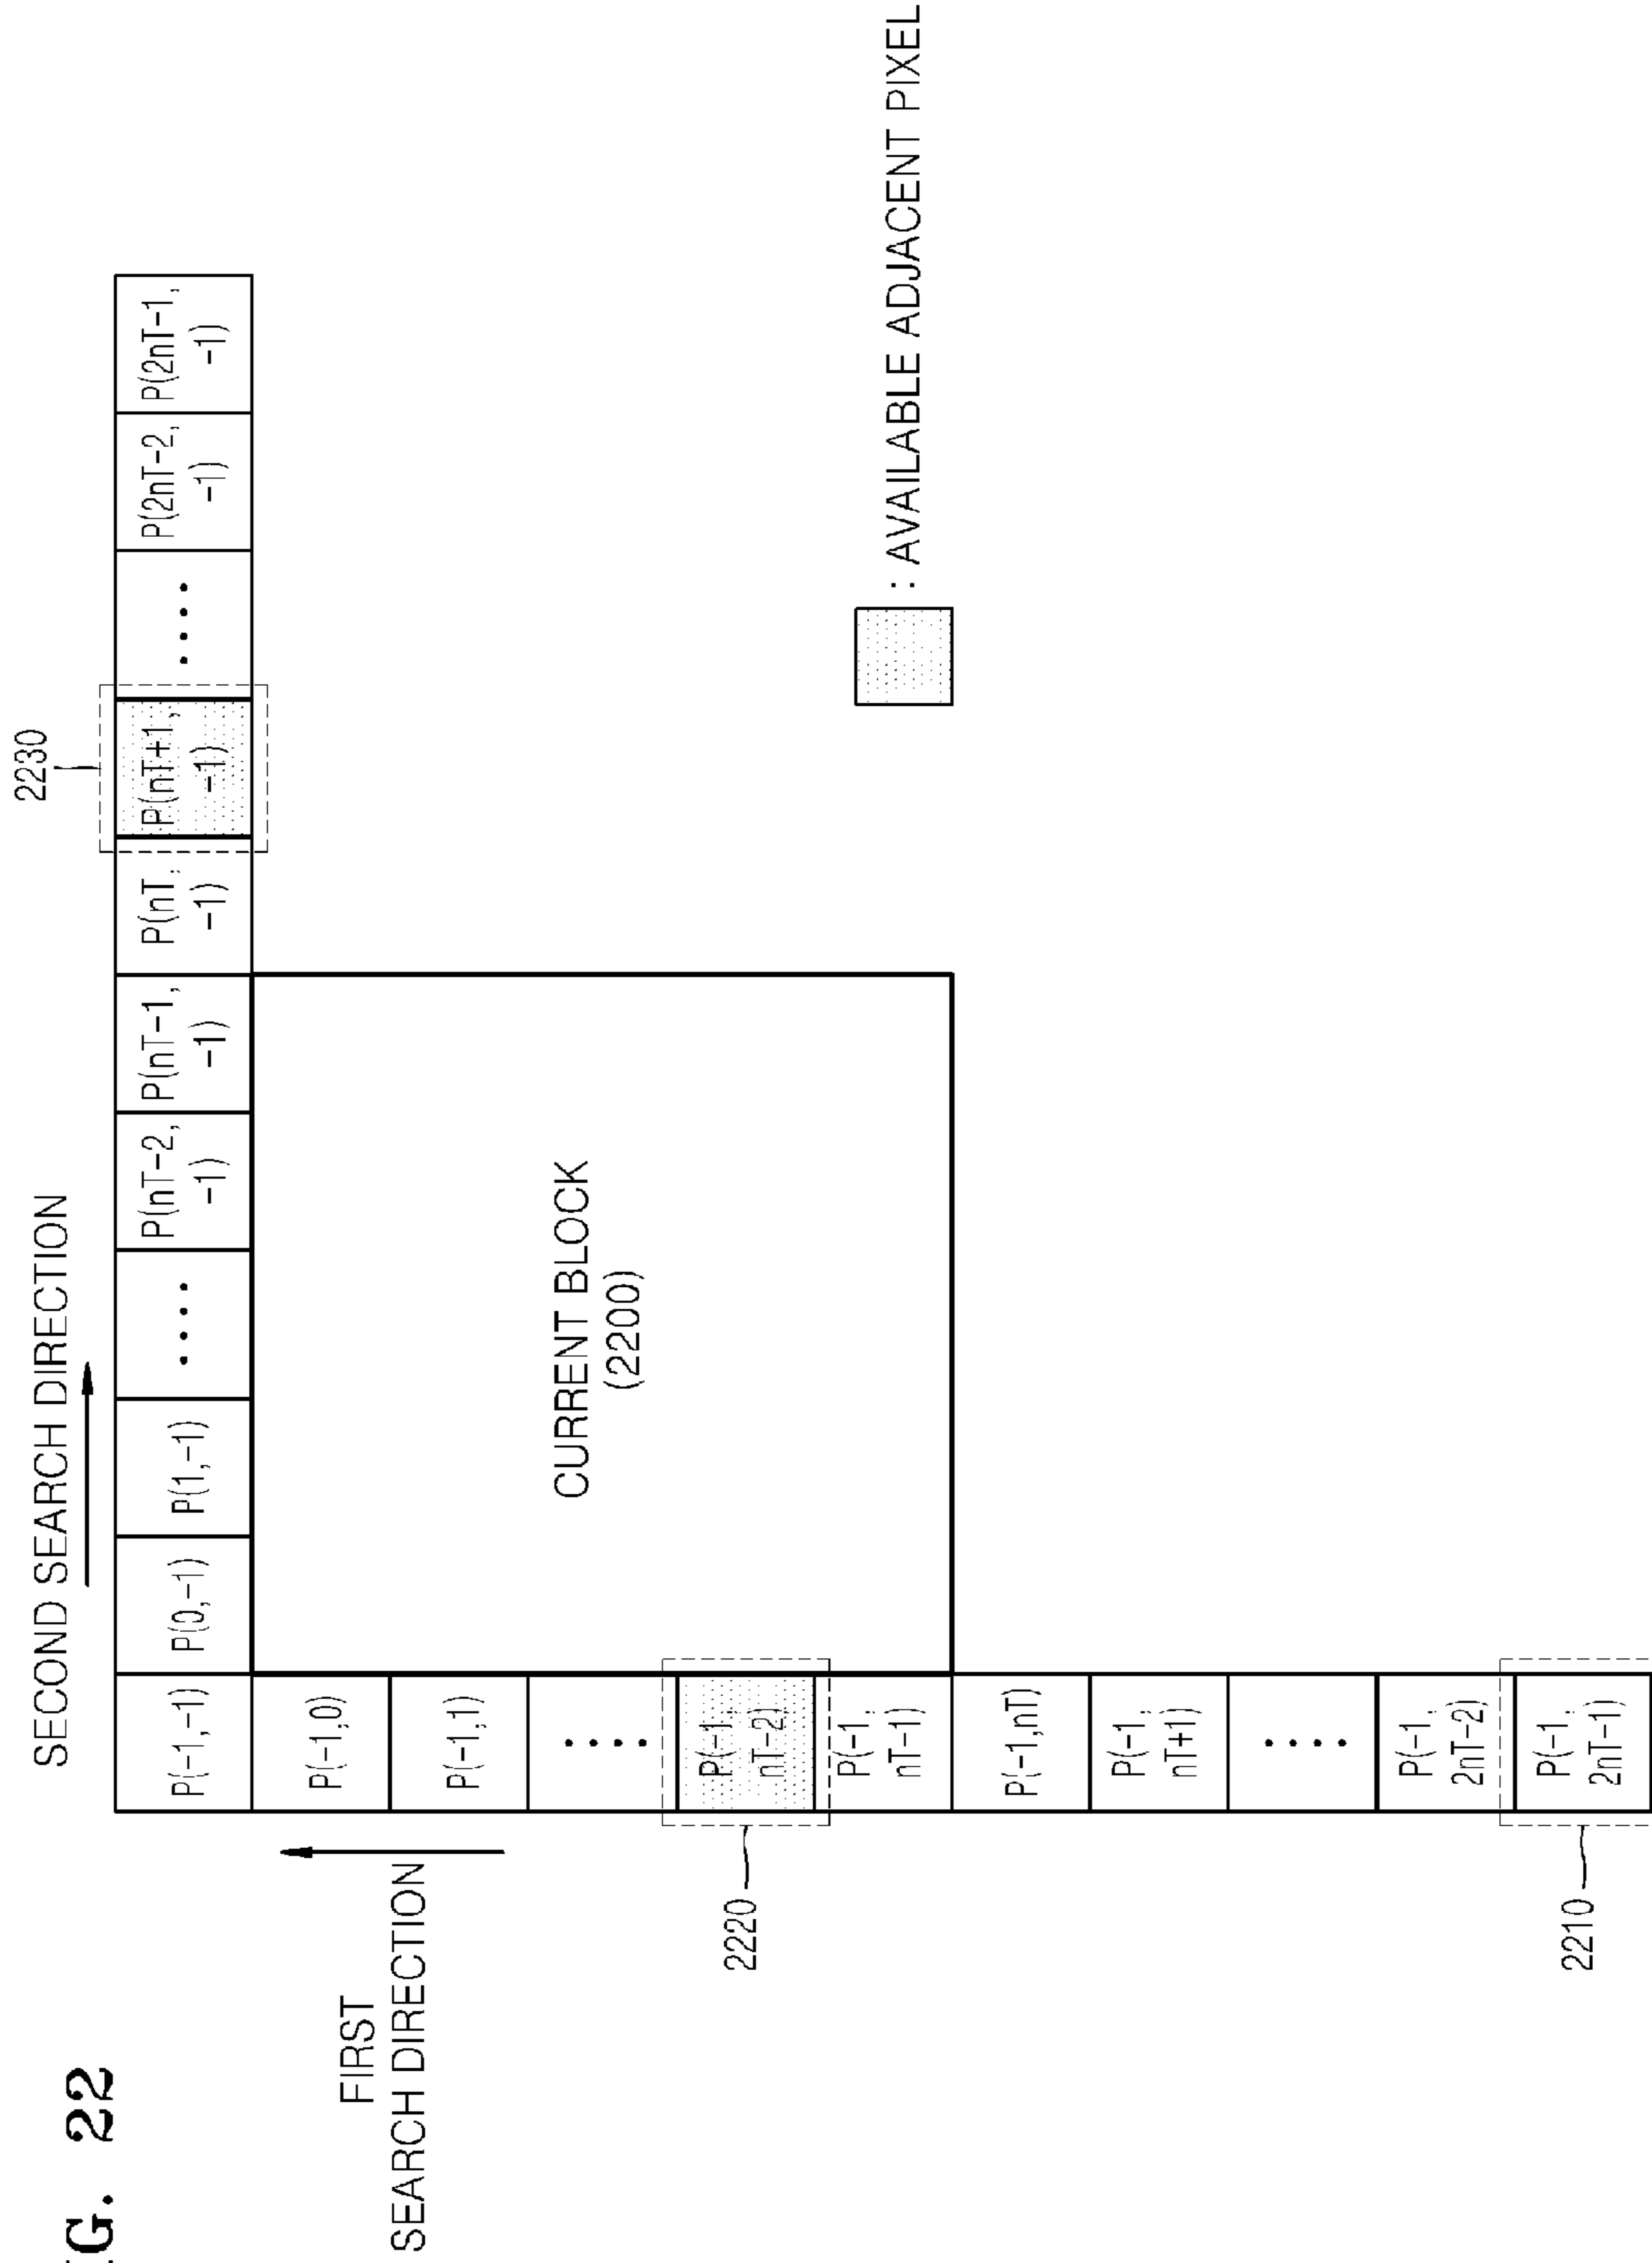 G. 22
SECOND SEARCH DIRECTION
2230
P(-1,-1)
P(0,-1)
P(1,-1)
....
P(nT-2,
-1)
P(nT-1,
-1)
P(nT,
-1)
P(nT+1,
-1)
....
P(2nT-2,
-1)
P(2nT-1,
-1)
FIRST
SEARCH DIRECTION
P(-1,0)
P(-1,1)
....
2220
P(-1,
nT-2)
P(-1,
nT-1)
P(-1,nT)
P(-1,
nT+1)
....
P(-1,
2nT-2)
2210
P(-1,
2nT-1)
CURRENT BLOCK
(2200)
: AVAILABLE ADJACENT PIXEL